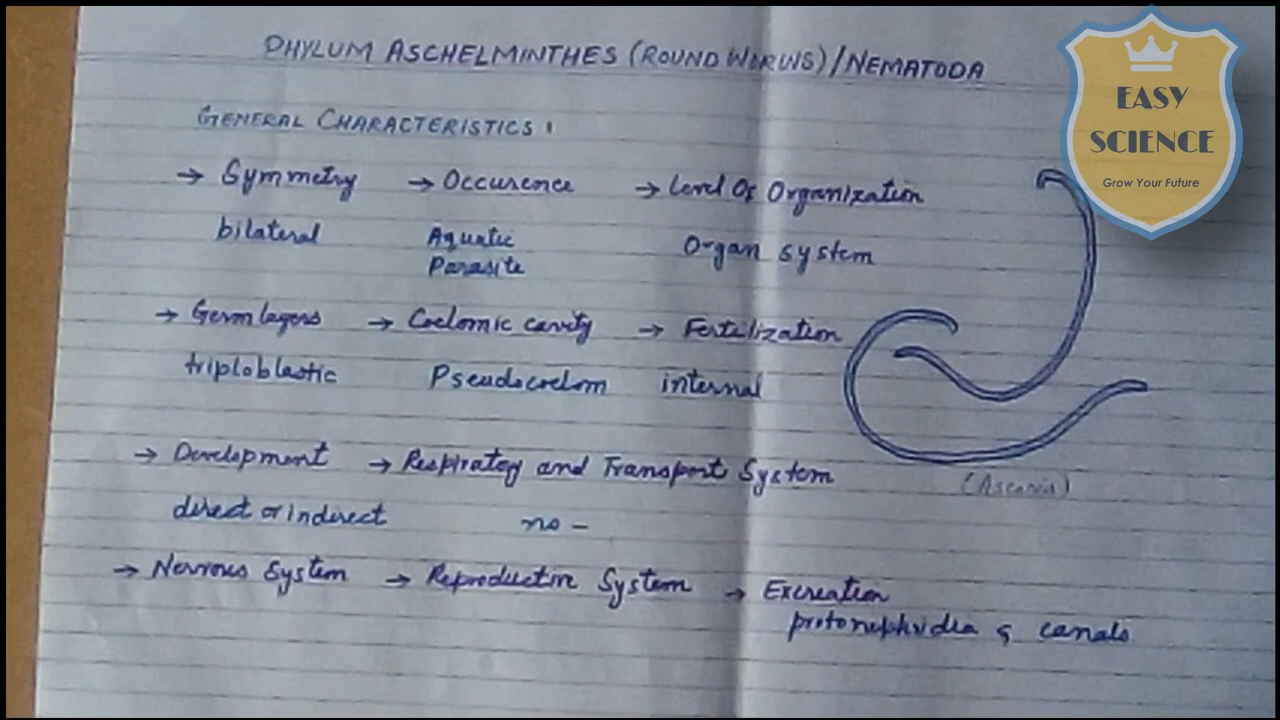 PHYLUM ASCHELMINTHES (ROUND WORMS)/NEMATODA
EASY
SCIENCE
Grow Your Future
GENERAL CHARACTERISTICS :
→ Symmetry → Occurence → Level Of Organization
bilateral Aquatic Organ system
Parasite
→ Germ layers → Coelomic cavity → Fertilization
triploblastic Pseudocoelom internal
→ Development → Respiratory and Transport System
(Ascaris)
direct or indirect no –
→ Nervous System → Reproductive System → Excreation
protonephridia & canals